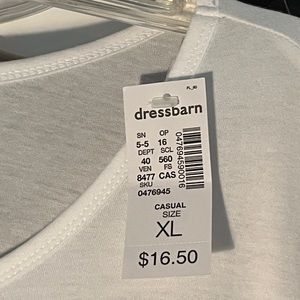 dressbarn
SN OP
5-5 16
DEPT SCL
40 560
VEN FS
8477 CAS
SKU
0476945
047694590016
CASUAL
SIZE
XL
$16.50